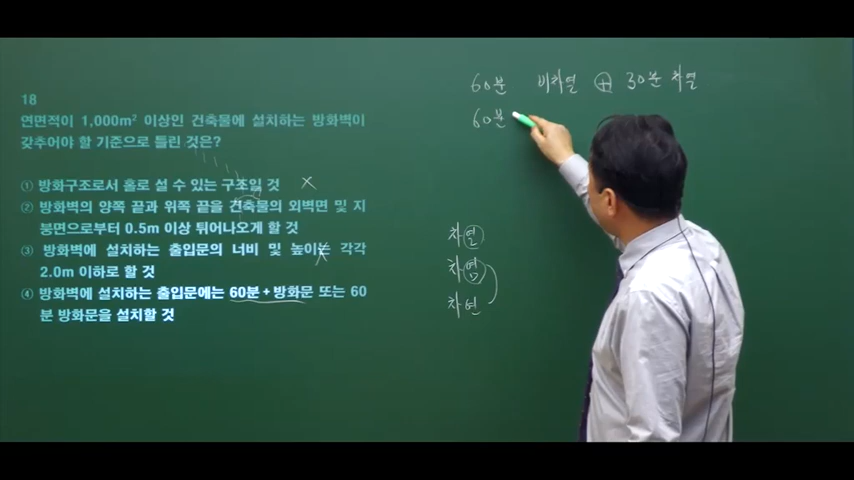 18
연면적이 1,000m² 이상인 건축물에 설치하는 방화벽이
갖추어야 할 기준으로 틀린 것은?
① 방화구조로서 홀로 설 수 있는 구조일 것
② 방화벽의 양쪽 끝과 위쪽 끝을 건축물의 외벽면 및 지
붕면으로부터 0.5m 이상 튀어나오게 할 것
③ 방화벽에 설치하는 출입문의 너비 및 높이는 각각
2.0m 이하로 할 것
④ 방화벽에 설치하는 출입문에는 60분+방화문 또는 60
분 방화문을 설치할 것
60분 비차열 + 30분 차열
60분
차열
차염
차연